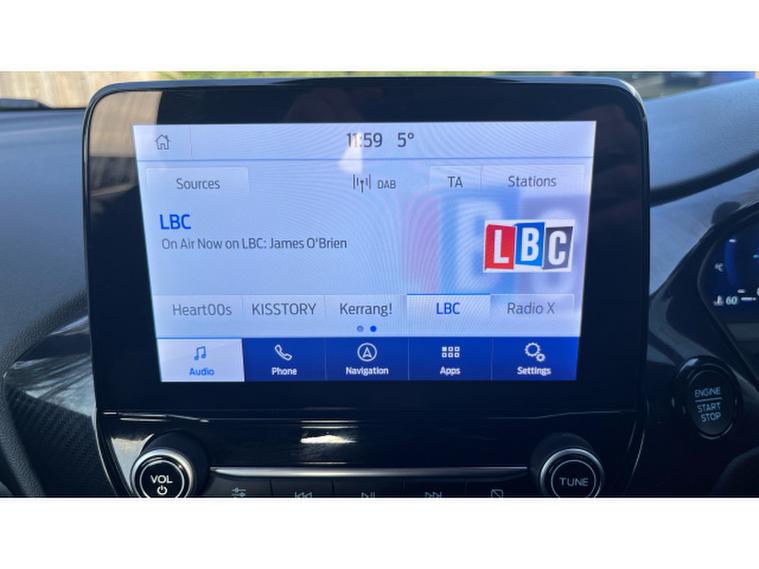 11:59 5°
Sources DAB TA Stations
LBC
On Air Now on LBC: James O'Brien
LBC
Heart00s KISSTORY Kerrang! LBC Radio X
Audio Phone Navigation Apps Settings
60
ENGINE
START
STOP
VOL
TUNE